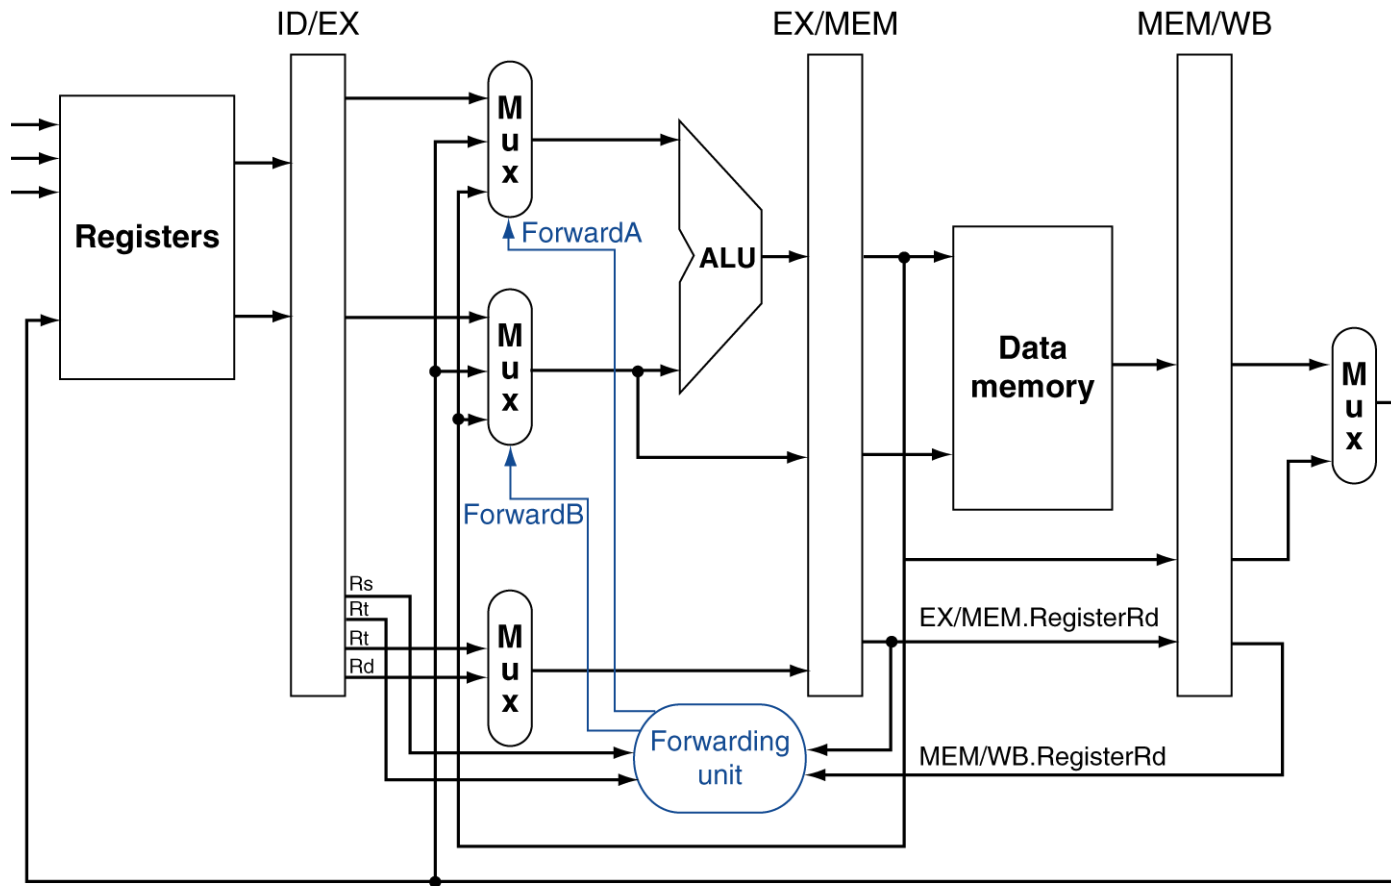 ID/EX
EX/MEM
MEM/WB
M
u
x
Registers
ForwardA
ALU
M
u
x
Data
memory
M
u
x
ForwardB
Rs
Rt
Rt
Rd
M
u
x
EX/MEM.RegisterRd
Forwarding
unit
MEM/WB.RegisterRd